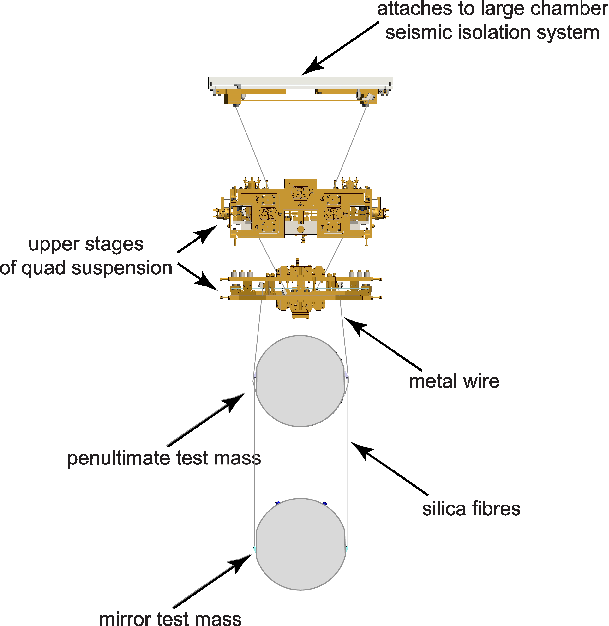 attaches to large chamber
seismic isolation system
upper stages
of quad suspension
metal wire
penultimate test mass
silica fibres
mirror test mass